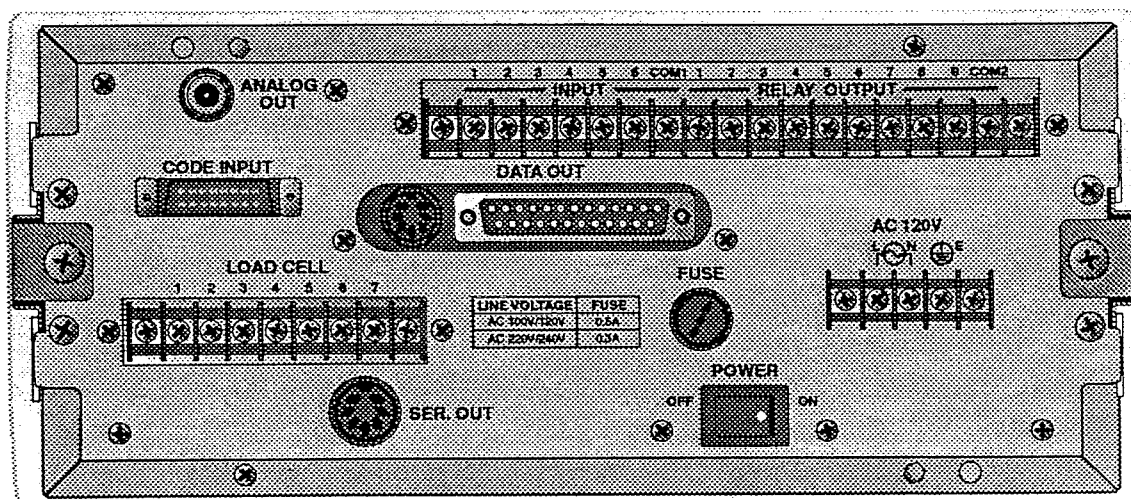 ANALOG
OUT
1 2 3 4 5 6 COM1 1 2 3 4 5 6 7 8 9 COM2
INPUT RELAY OUTPUT
CODE INPUT
DATA OUT
AC 120V
L N E
LOAD CELL
1 2 3 4 5 6 7
FUSE
LINE VOLTAGE FUSE
AC 100V/120V 0.5A
AC 220V/240V 0.3A
POWER
OFF ON
SER. OUT